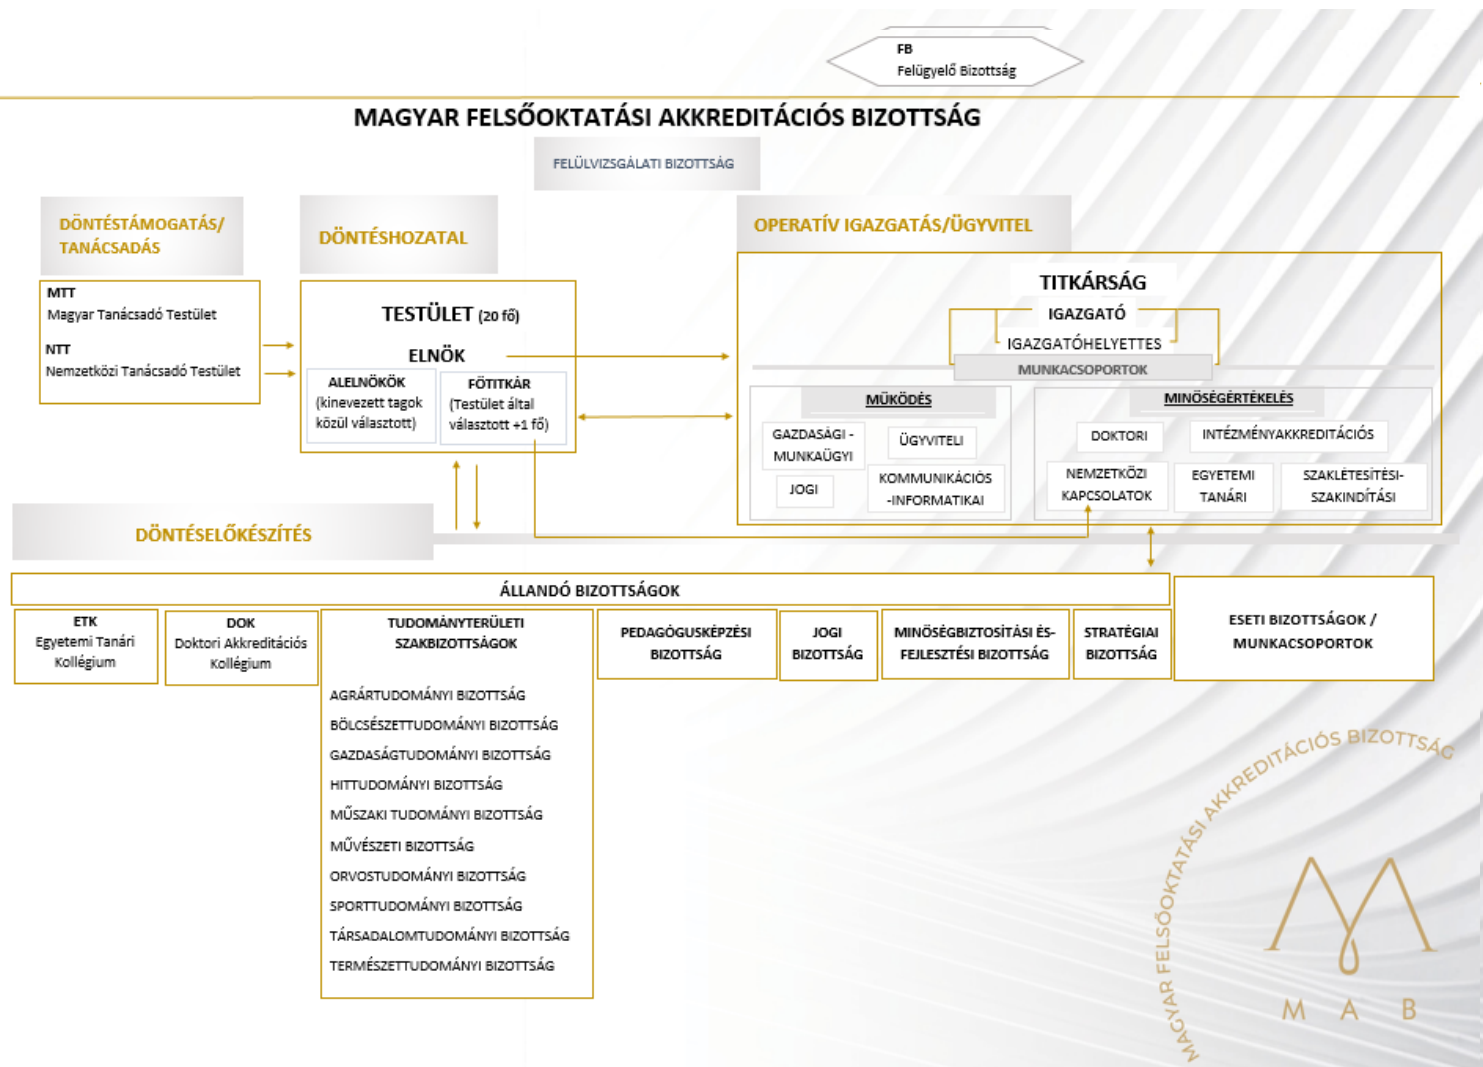 FB
Felügyelő Bizottság
MAGYAR FELSŐOKTATÁSI AKKREDITÁCIÓS BIZOTTSÁG
FELÜLVIZSGÁLATI BIZOTTSÁG
DÖNTÉSTÁMOGATÁS/
TANÁCSADÁS
MTT
Magyar Tanácsadó Testület
NTT
Nemzetközi Tanácsadó Testület
DÖNTÉSHOZATAL
TESTÜLET (20 fő)
ELNÖK
ALELNÖKÖK
(kinevezett tagok
közül választott)
FŐTITKÁR
(Testület által
választott +1 fő)
OPERATÍV IGAZGATÁS/ÜGYVITEL
TITKÁRSÁG
IGAZGATÓ
IGAZGATÓHELYETTES
MUNKACSOPORTOK
MŰKÖDÉS
GAZDASÁGI -
MUNKAÜGYI
ÜGYVITELI
JOGI
KOMMUNIKÁCIÓS
-INFORMATIKAI
MINŐSÉGÉRTÉKELÉS
DOKTORI
INTÉZMÉNYAKKREDITÁCIÓS
NEMZETKÖZI
KAPCSOLATOK
EGYETEMI
TANÁRI
SZAKLÉTESÍTÉSI-
SZAKINDÍTÁSI
DÖNTÉSELŐKÉSZÍTÉS
ÁLLANDÓ BIZOTTSÁGOK
ETK
Egyetemi Tanári
Kollégium
DOK
Doktori Akkreditációs
Kollégium
TUDOMÁNYTERÜLETI
SZAKBIZOTTSÁGOK
AGRÁRTUDOMÁNYI BIZOTTSÁG
BÖLCSÉSZETTUDOMÁNYI BIZOTTSÁG
GAZDASÁGTUDOMÁNYI BIZOTTSÁG
HITTUDOMÁNYI BIZOTTSÁG
MŰSZAKI TUDOMÁNYI BIZOTTSÁG
MŰVÉSZETI BIZOTTSÁG
ORVOSTUDOMÁNYI BIZOTTSÁG
SPORTTUDOMÁNYI BIZOTTSÁG
TÁRSADALOMTUDOMÁNYI BIZOTTSÁG
TERMÉSZETTUDOMÁNYI BIZOTTSÁG
PEDAGÓGUSKÉPZÉSI
BIZOTTSÁG
JOGI
BIZOTTSÁG
MINŐSÉGBIZTOSÍTÁSI ÉS-
FEJLESZTÉSI BIZOTTSÁG
STRATÉGIAI
BIZOTTSÁG
ESETI BIZOTTSÁGOK /
MUNKACSOPORTOK
MAGYAR FELSŐOKTATÁSI AKKREDITÁCIÓS BIZOTTSÁG
M A B